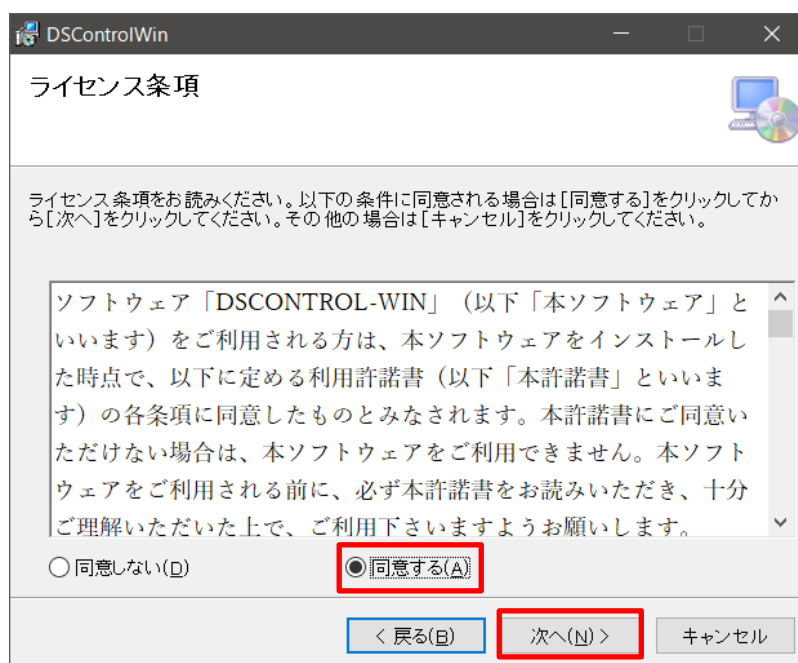 DSControlWin
ライセンス条項
ライセンス条項をお読みください。以下の条件に同意される場合は[同意する]をクリックしてか
ら[次へ]をクリックしてください。その他の場合は[キャンセル]をクリックしてください。
ソフトウェア「DSCONTROL-WIN」（以下「本ソフトウェア」と
いいます）をご利用される方は、本ソフトウェアをインストールし
た時点で、以下に定める利用許諾書（以下「本許諾書」といいま
す）の各条項に同意したものとみなされます。本許諾書にご同意い
ただけない場合は、本ソフトウェアをご利用できません。本ソフト
ウェアをご利用される前に、必ず本許諾書をお読みいただき、十分
ご理解いただいた上で、ご利用下さいますようお願いします。
同意しない(D) 同意する(A)
< 戻る(B) 次へ(N) > キャンセル